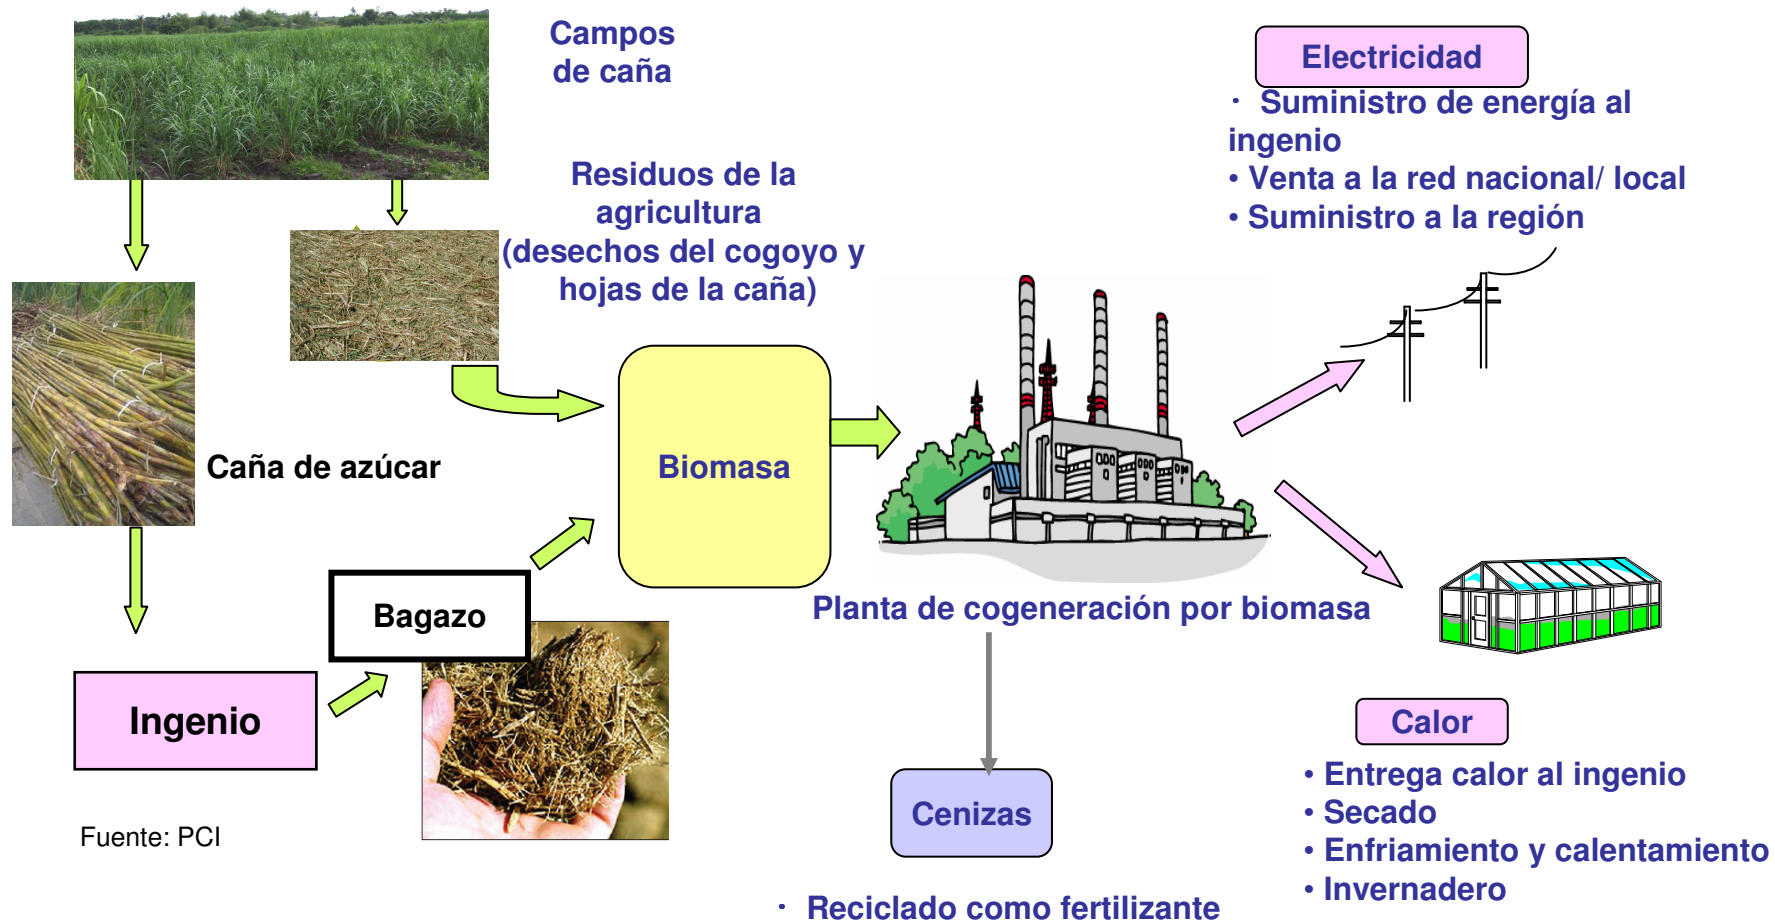 Campos
de caña
Residuos de la
agricultura
(desechos del cogoyo y
hojas de la caña)
Caña de azúcar
Ingenio
Bagazo
Biomasa
Fuente: PCI
Planta de cogeneración por biomasa
Cenizas
· Reciclado como fertilizante
Electricidad
· Suministro de energía al
ingenio
• Venta a la red nacional/ local
• Suministro a la región
Calor
• Entrega calor al ingenio
• Secado
• Enfriamiento y calentamiento
• Invernadero